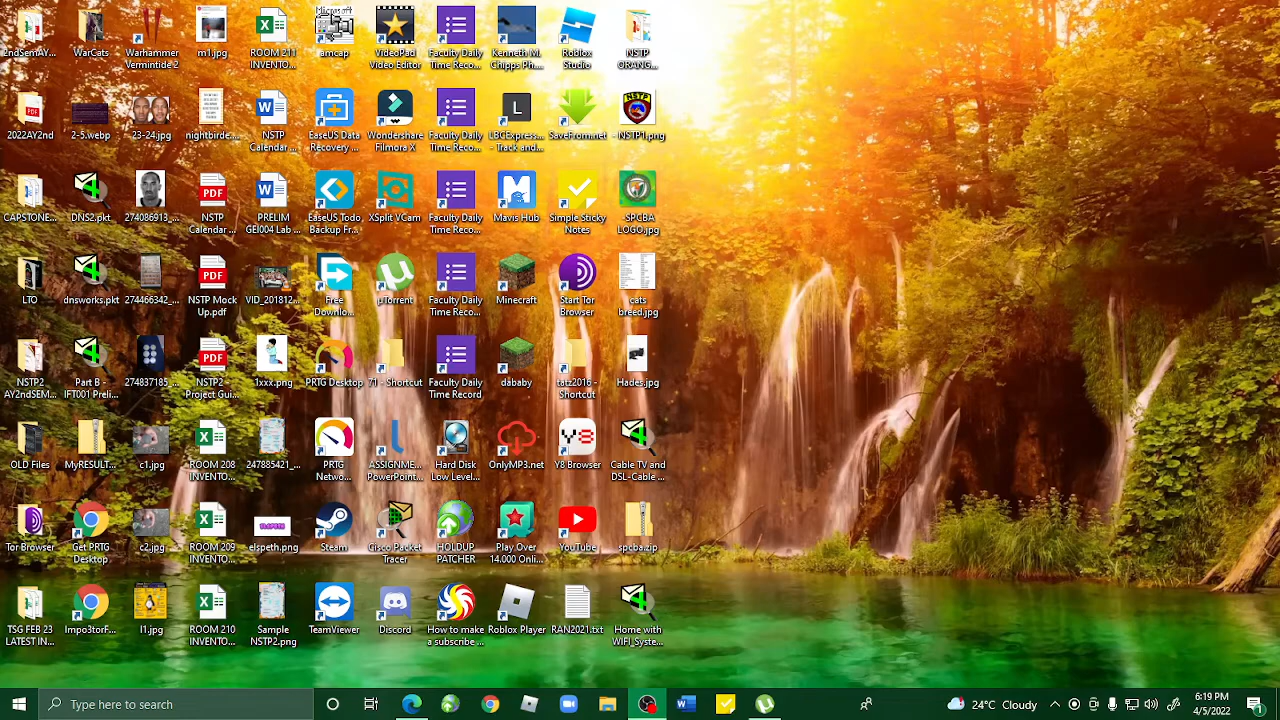 2ndSemAY...
WarCats
Warhammer
Vermintide 2
m1.jpg
ROOM 211
INVENTO...
amcap
VideoPad
Video Editor
Faculty Daily
Time Reco...
Kenneth M.
Chipps Ph....
Roblox
Studio
NSTP
ORANG...
2022AY2nd
2-5.webp
23-24.jpg
nightbirde....
NSTP
Calendar ...
EaseUS Data
Recovery ...
Wondershare
Filmora X
Faculty Daily
Time Reco...
LBCExpress...
- Track and...
SaveFrom.net
- NSTP1.png
CAPSTONE...
DNS2.pkt
274086913_...
NSTP
Calendar ...
PRELIM
GEI004 Lab ...
EaseUS Todo
Backup Fr...
XSplit VCam
Faculty Daily
Time Reco...
Mavis Hub
Simple Sticky
Notes
SPCBA
LOGO.jpg
LTO
dnsworks.pkt
274466342_...
NSTP Mock
Up.pdf
VID_201812...
Free
Downlo...
µTorrent
Faculty Daily
Time Reco...
Minecraft
Start Tor
Browser
cats
breed.jpg
NSTP2
AY2ndSEM...
Part B -
IFT001 Preli...
274837185_...
NSTP2
Project Gui...
1xxx.png
PRTG Desktop
71 - Shortcut
Faculty Daily
Time Record
dababy
tatz2016 -
Shortcut
Hades.jpg
OLD Files
MyRESULT...
c1.jpg
ROOM 208
INVENTO...
247885421_...
PRTG
Netwo...
ASSIGNME...
PowerPoint...
Hard Disk
Low Level...
OnlyMP3.net
Y8 Browser
Cable TV and
DSL-Cable ...
Tor Browser
Get PRTG
Desktop
c2.jpg
ROOM 209
INVENTO...
elspeth.png
Steam
Cisco Packet
Tracer
HOLDUP
PATCHER
Play Over
14.000 Onli...
YouTube
spcba.zip
TSG FEB 23
LATEST IN...
Impo3torF...
l1.jpg
ROOM 210
INVENTO...
Sample
NSTP2.png
TeamViewer
Discord
How to make
a subscribe ...
Roblox Player
RAN2021.txt
Home with
WIFI_Syste...
Type here to search
24°C Cloudy
6:19 PM
4/5/2022